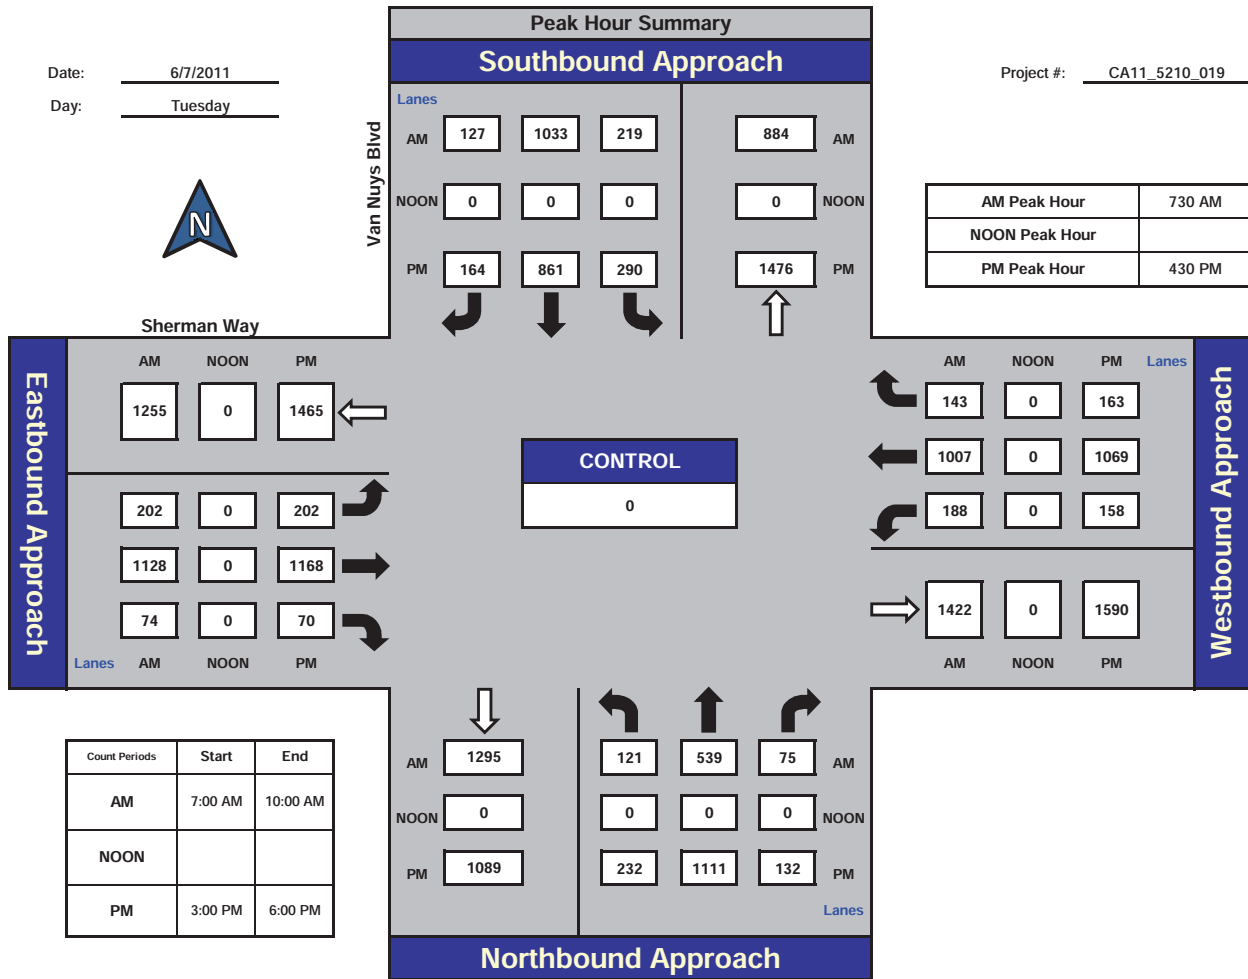 Peak Hour Summary
Southbound Approach
Date: 6/7/2011
Day: Tuesday
Project #: CA11_5210_019
Van Nuys Blvd
Lanes
AM 127 1033 219 884 AM
NOON 0 0 0 0 NOON
PM 164 861 290 1476 PM
N
AM Peak Hour 730 AM
NOON Peak Hour
PM Peak Hour 430 PM
Sherman Way
Eastbound Approach
AM NOON PM
1255 0 1465
202 0 202
1128 0 1168
74 0 70
Lanes AM NOON PM
CONTROL
0
AM NOON PM Lanes
143 0 163
1007 0 1069
188 0 158
1422 0 1590
AM NOON PM
Westbound Approach
Count Periods Start End
AM 7:00 AM 10:00 AM
NOON
PM 3:00 PM 6:00 PM
AM 1295 121 539 75 AM
NOON 0 0 0 0 NOON
PM 1089 232 1111 132 PM
Lanes
Northbound Approach